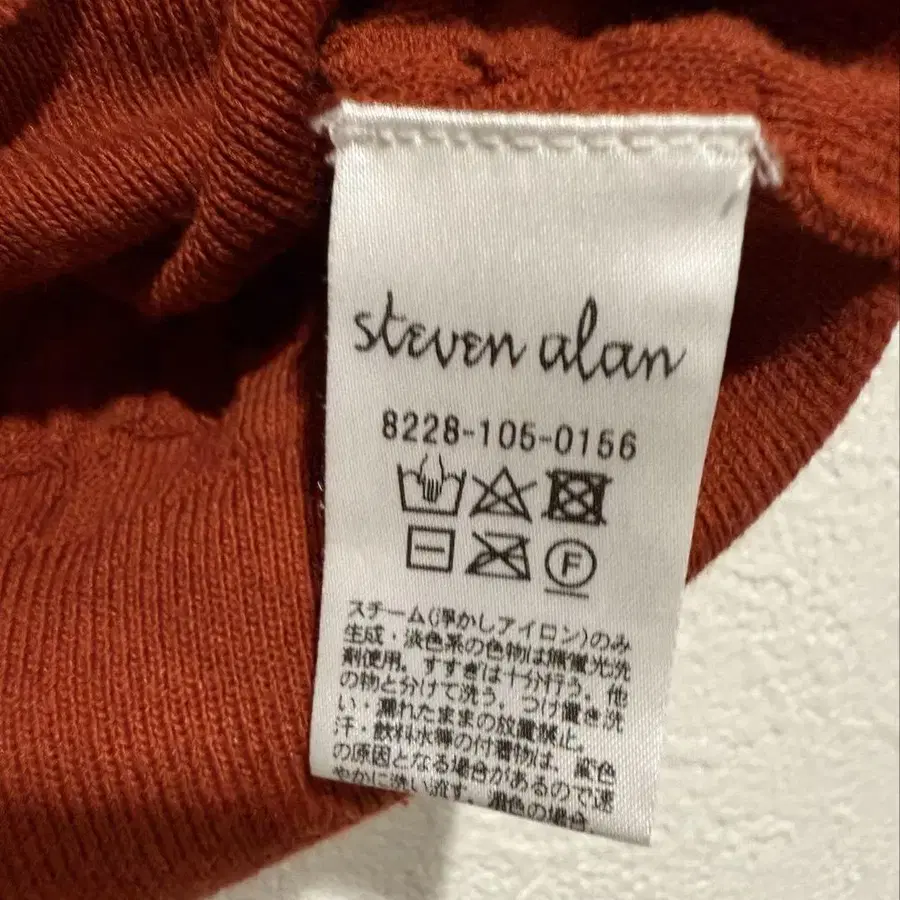 steven alan
8228-105-0156
F
スチーム(浮かしアイロン)のみ
生成・淡色系の色物は無蛍光洗
剤使用。すすぎは十分行う。他
の物と分けて洗う。つけ置き洗
い・濡れたままの放置禁止。
汗・飲料水等の付着物は、変色
の原因となる場合があるので速
やかに洗い流す。濃色の場合、